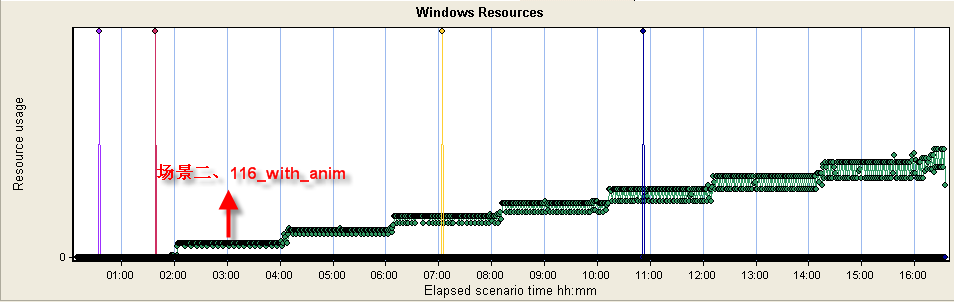 Windows Resources
Resource usage
场景二、116_with_anim
0
01:00 02:00 03:00 04:00 05:00 06:00 07:00 08:00 09:00 10:00 11:00 12:00 13:00 14:00 15:00 16:00
Elapsed scenario time hh:mm